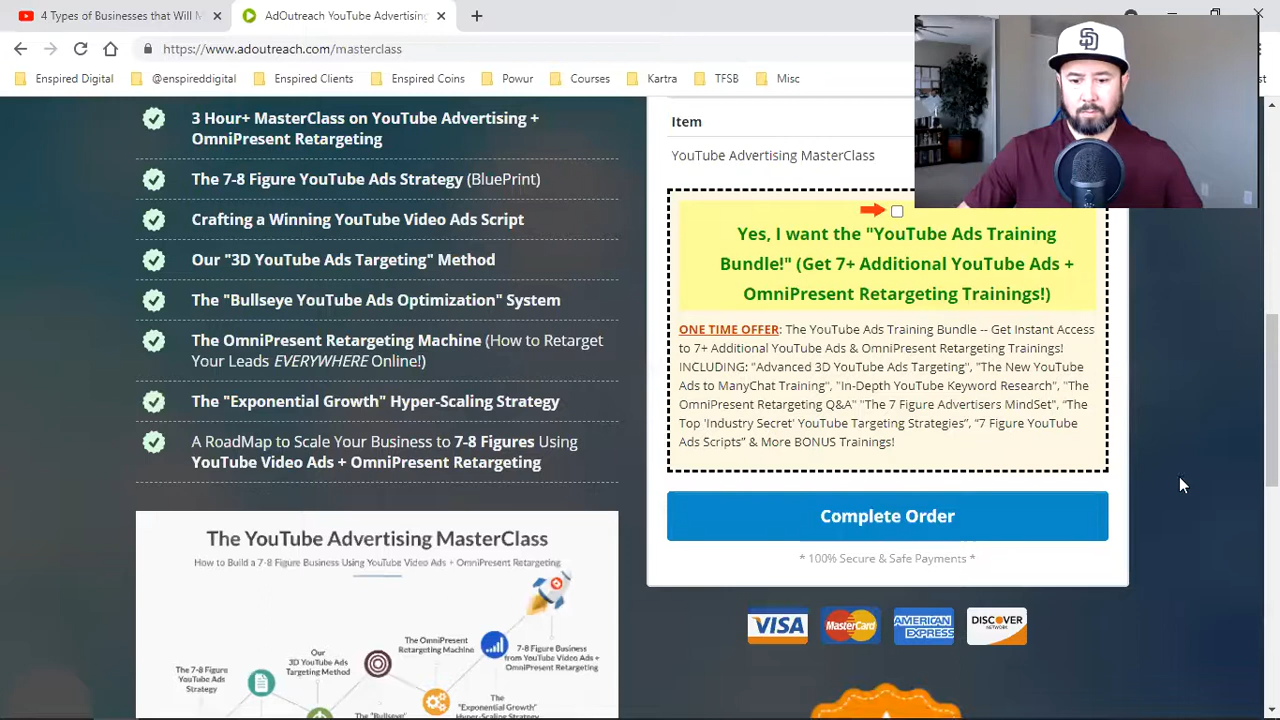 4 Types of Businesses that Will M
AdOutreach YouTube Advertising
https://www.adoutreach.com/masterclass
Enspired Digital
@enspireddigital
Enspired Clients
Enspired Coins
Powur
Courses
Kartra
TFSB
Misc
3 Hour+ MasterClass on YouTube Advertising +
OmniPresent Retargeting
The 7-8 Figure YouTube Ads Strategy (BluePrint)
Crafting a Winning YouTube Video Ads Script
Our "3D YouTube Ads Targeting" Method
The "Bullseye YouTube Ads Optimization" System
The OmniPresent Retargeting Machine (How to Retarget
Your Leads EVERYWHERE Online!)
The "Exponential Growth" Hyper-Scaling Strategy
A RoadMap to Scale Your Business to 7-8 Figures Using
YouTube Video Ads + OmniPresent Retargeting
The YouTube Advertising MasterClass
How to Build a 7-8 Figure Business Using YouTube Video Ads + OmniPresent Retargeting
The 7-8 Figure
YouTube Ads
Strategy
Our
3D YouTube Ads
Targeting Method
The OmniPresent
Retargeting Machine
7-8 Figure Business
from YouTube Video Ads +
OmniPresent Retargeting
The "Bullseye"
The
"Exponential Growth"
Hyper-Scaling Strategy
Item
YouTube Advertising MasterClass
Yes, I want the "YouTube Ads Training
Bundle!" (Get 7+ Additional YouTube Ads +
OmniPresent Retargeting Trainings!)
ONE TIME OFFER: The YouTube Ads Training Bundle -- Get Instant Access
to 7+ Additional YouTube Ads & OmniPresent Retargeting Trainings!
INCLUDING: "Advanced 3D YouTube Ads Targeting", "The New YouTube
Ads to ManyChat Training", "In-Depth YouTube Keyword Research", "The
OmniPresent Retargeting Q&A" "The 7 Figure Advertisers MindSet", "The
Top 'Industry Secret' YouTube Targeting Strategies", "7 Figure YouTube
Ads Scripts" & More BONUS Trainings!
Complete Order
* 100% Secure & Safe Payments *
VISA
MasterCard
AMERICAN
EXPRESS
DISCOVER
NETWORK
SD